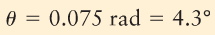 θ = 0.075 rad = 4.3°